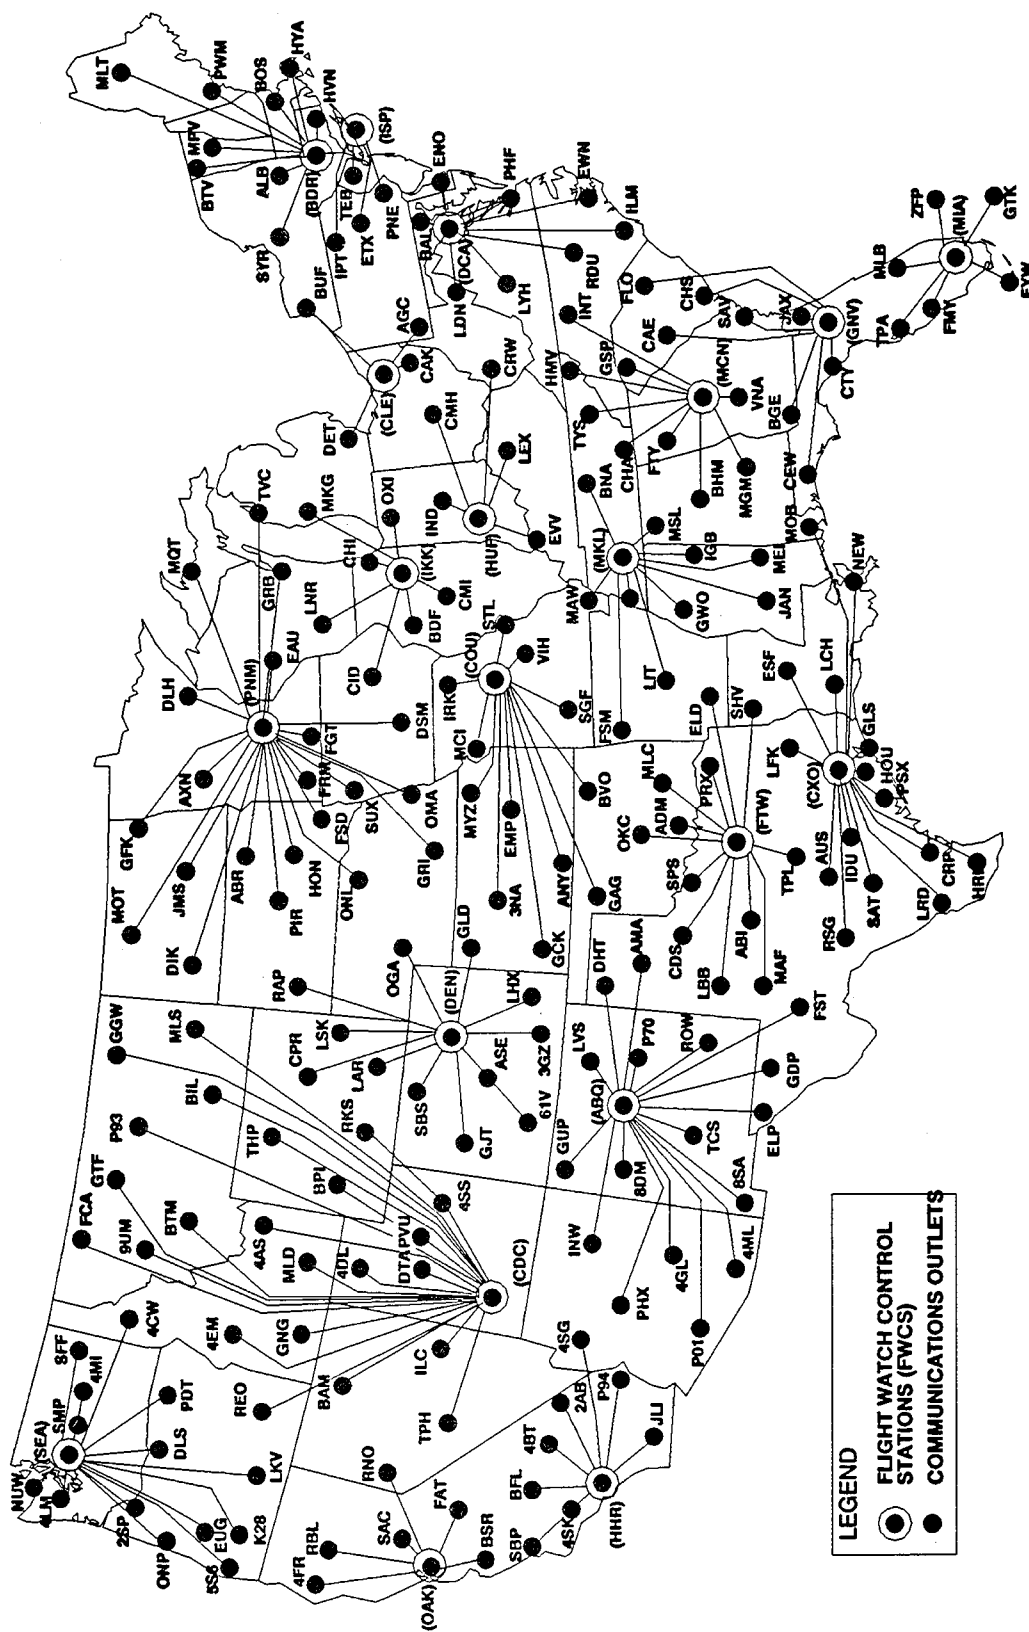 MLT
PWM
BOS
HYA
HVN
MPV
BTV
ALB
(BDR)
(ISP)
TEB
SYR
PNE
ETX
IPT
BUF
ENO
BAL
(DCA)
PHF
EWN
LYH
LDN
AGC
ILM
RDU
INT
FLO
CHS
SAV
JAX
(GNV)
ZFP
(MIA)
GTK
MLB
TPA
FMY
EYW
CTY
CAE
GSP
HMV
CRW
CAK
(CLE)
CMH
DET
(MCN)
VNA
BGE
TYS
CHA
FTY
BHM
MGM
BNA
LEX
CEW
MOB
TVC
MKG
OXI
IND
(HUF)
EVV
(MKL)
MSL
IGB
MEI
NEW
MQT
GRB
CHI
(IKK)
LNR
CMI
BDF
MAW
GWO
JAN
STL
(COU)
VIH
EAU
(PNM)
DLH
CID
IRK
SGF
LIT
ESF
LCH
DSM
FGT
MCI
FSM
ELD
SHV
GLS
HOU
PSX
LFK
(CXO)
AXN
FRM
SUX
FSD
OMA
MYZ
EMP
BVO
MLC
PRX
ADM
OKC
(FTW)
GFK
JMS
MOT
ABR
HON
PIR
ONL
GRI
3NA
ANY
GAG
SPS
TPL
AUS
IDU
SAT
CRP
HRL
LRD
RSG
DIK
GLD
GCK
AMA
DHT
CDS
LBB
ABI
MAF
RAP
OGA
(DEN)
LHX
FST
GGW
MLS
CPR
LSK
LAR
ASE
3GZ
LVS
P70
ROW
GDP
BIL
P93
RKS
SBS
GJT
61V
(ABQ)
GUP
8DM
TCS
ELP
8SA
GTF
FCA
THP
BPI
4SS
9UM
BTM
4AS
MLD
4DL
PVU
DTA
(CDC)
INW
PHX
4GL
4ML
P01
4CW
SFF
4MI
SMP
(SEA)
4EM
GNG
ILC
4SG
PDT
REO
BAM
TPH
2AB
P94
JLI
DLS
LKV
RNO
FAT
4BT
BFL
NUW
4LM
2SP
EUG
K28
ONP
5S6
SAC
RBL
4FR
(OAK)
BSR
SBP
4SK
(HHR)
LEGEND
FLIGHT WATCH CONTROL
STATIONS (FWCS)
COMMUNICATIONS OUTLETS